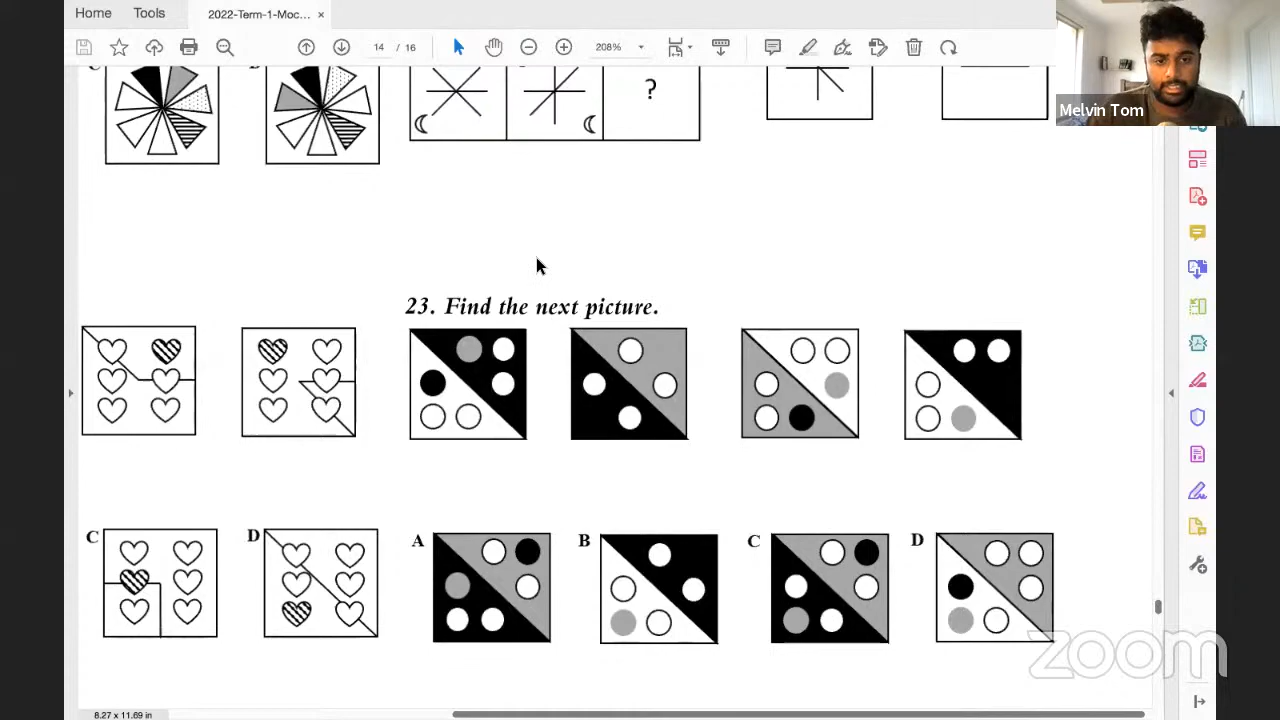 Home Tools 2022-Term-1-Moc... ×
14 / 16 208%
Melvin Tom
?
23. Find the next picture.
C D A B C D
zoom
8.27 x 11.69 in